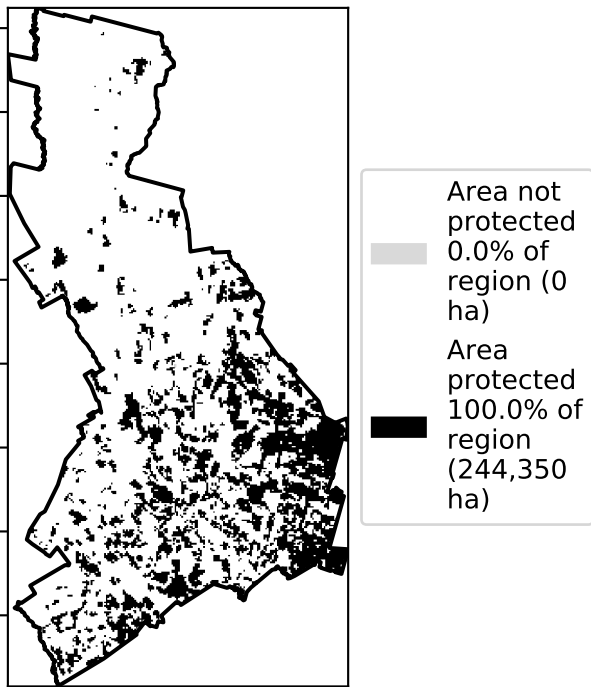 Area not
protected
0.0% of
region (0
ha)
Area
protected
100.0% of
region
(244,350
ha)